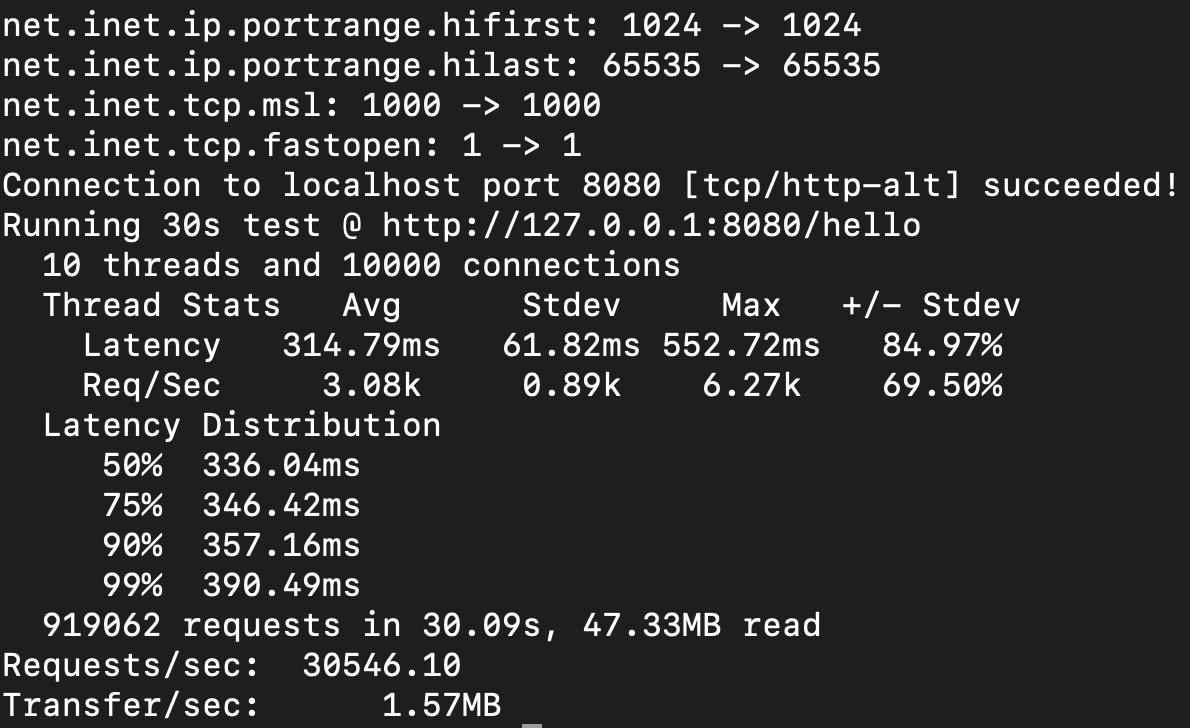 net.inet.ip.portrange.hifirst: 1024 -> 1024
net.inet.ip.portrange.hilast: 65535 -> 65535
net.inet.tcp.msl: 1000 -> 1000
net.inet.tcp.fastopen: 1 -> 1
Connection to localhost port 8080 [tcp/http-alt] succeeded!
Running 30s test @ http://127.0.0.1:8080/hello
  10 threads and 10000 connections
  Thread Stats   Avg      Stdev     Max   +/- Stdev
    Latency   314.79ms   61.82ms 552.72ms   84.97%
    Req/Sec     3.08k     0.89k    6.27k    69.50%
  Latency Distribution
     50%  336.04ms
     75%  346.42ms
     90%  357.16ms
     99%  390.49ms
  919062 requests in 30.09s, 47.33MB read
Requests/sec:  30546.10
Transfer/sec:      1.57MB